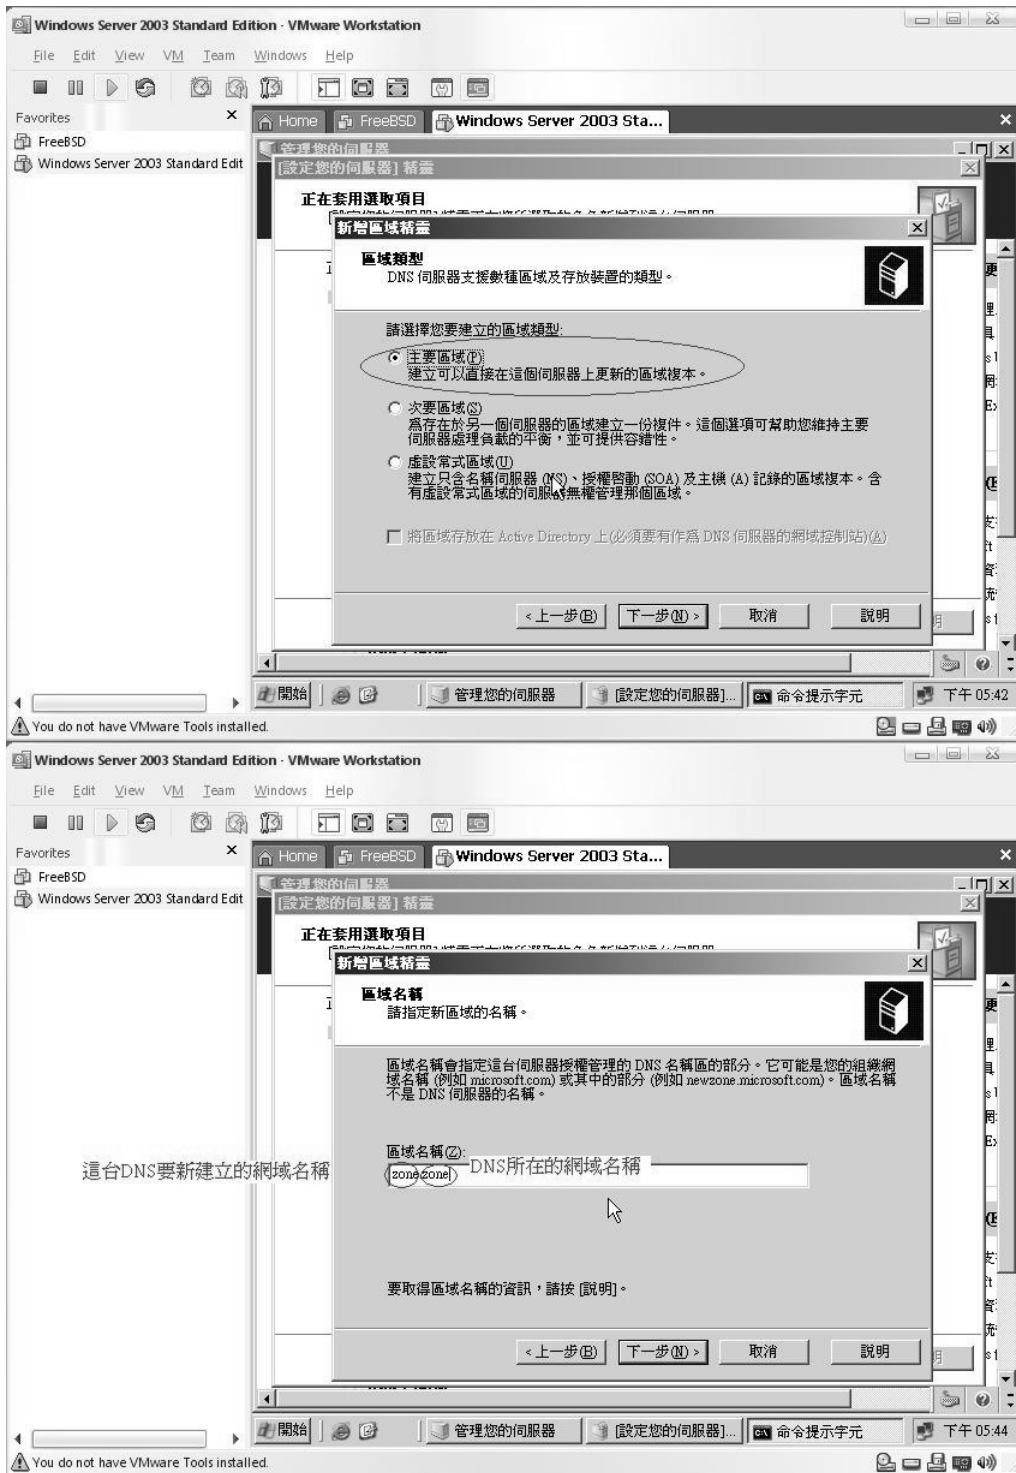 Windows Server 2003 Standard Edition - VMware Workstation
File Edit View VM Team Windows Help
Favorites
FreeBSD
Windows Server 2003 Standard Edit
Home FreeBSD Windows Server 2003 Sta...
管理您的伺服器
[設定您的伺服器] 精靈
正在套用選取項目
新增區域精靈
區域類型
DNS 伺服器支援數種區域及存放裝置的類型。
請選擇您要建立的區域類型:
主要區域(P)
建立可以直接在這個伺服器上更新的區域複本。
次要區域(S)
為存在於另一個伺服器的區域建立一份複件。這個選項可幫助您維持主要
伺服器處理負載的平衡，並可提供容錯性。
虛設常式區域(U)
建立只含名稱伺服器 (NS)、授權啓動 (SOA) 及主機 (A) 記錄的區域複本。含
有虛設常式區域的伺服器無權管理那個區域。
將區域存放在 Active Directory 上(必須要有作為 DNS 伺服器的網域控制站)(A)
<上一步(B) 下一步(N)> 取消 說明
開始 管理您的伺服器 [設定您的伺服器]... 命令提示字元 下午 05:42
You do not have VMware Tools installed.
Windows Server 2003 Standard Edition - VMware Workstation
File Edit View VM Team Windows Help
Favorites
FreeBSD
Windows Server 2003 Standard Edit
Home FreeBSD Windows Server 2003 Sta...
管理您的伺服器
[設定您的伺服器] 精靈
正在套用選取項目
新增區域精靈
區域名稱
請指定新區域的名稱。
區域名稱會指定這台伺服器授權管理的 DNS 名稱區的部分。它可能是您的組織網
域名稱 (例如 microsoft.com) 或其中的部分 (例如 newzone.microsoft.com)。區域名稱
不是 DNS 伺服器的名稱。
區域名稱(Z):
這台DNS要新建立的網域名稱 zone.zone DNS所在的網域名稱
要取得區域名稱的資訊，請按 [說明]。
<上一步(B) 下一步(N)> 取消 說明
開始 管理您的伺服器 [設定您的伺服器]... 命令提示字元 下午 05:44
You do not have VMware Tools installed.